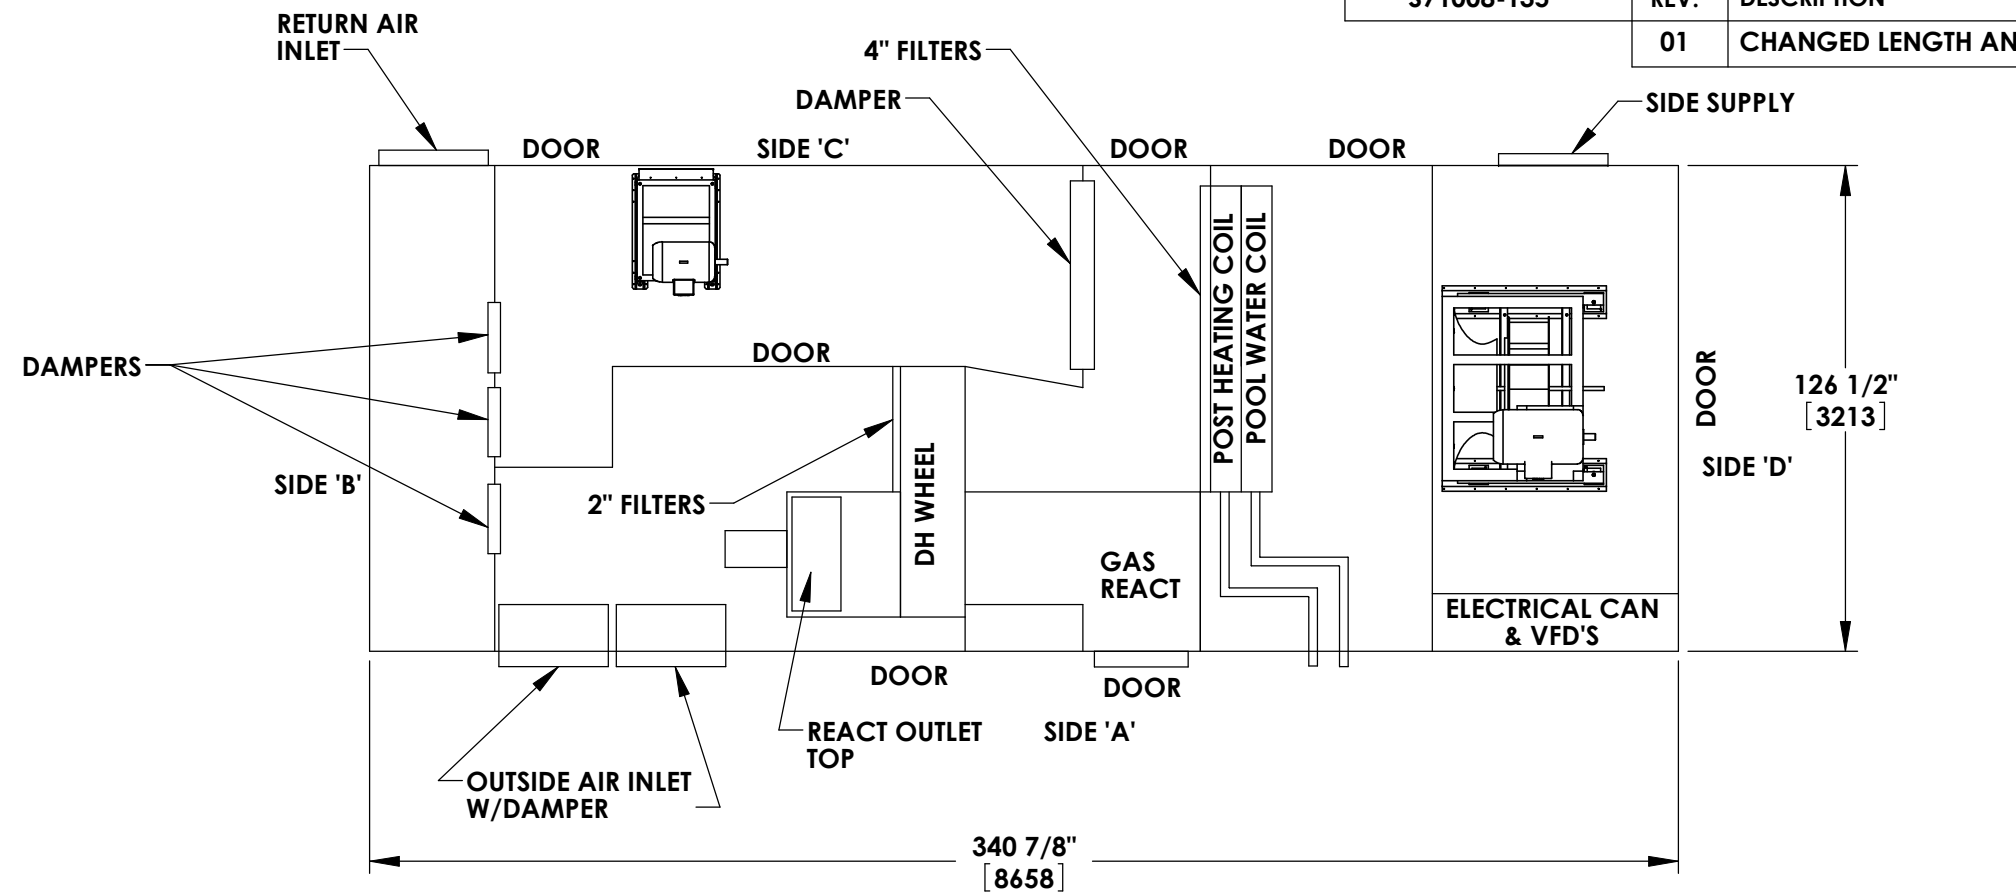 REV.
DESCRIPTION
01
CHANGED LENGTH AN
RETURN AIR
INLET
4" FILTERS
DAMPER
SIDE SUPPLY
DOOR
SIDE 'C'
DOOR
DOOR
POST HEATING COIL
POOL WATER COIL
DAMPERS
DOOR
DOOR
126 1/2"
[3213]
SIDE 'B'
2" FILTERS
DH WHEEL
SIDE 'D'
GAS
REACT
ELECTRICAL CAN
& VFD'S
DOOR
DOOR
REACT OUTLET
TOP
SIDE 'A'
OUTSIDE AIR INLET
W/DAMPER
340 7/8"
[8658]